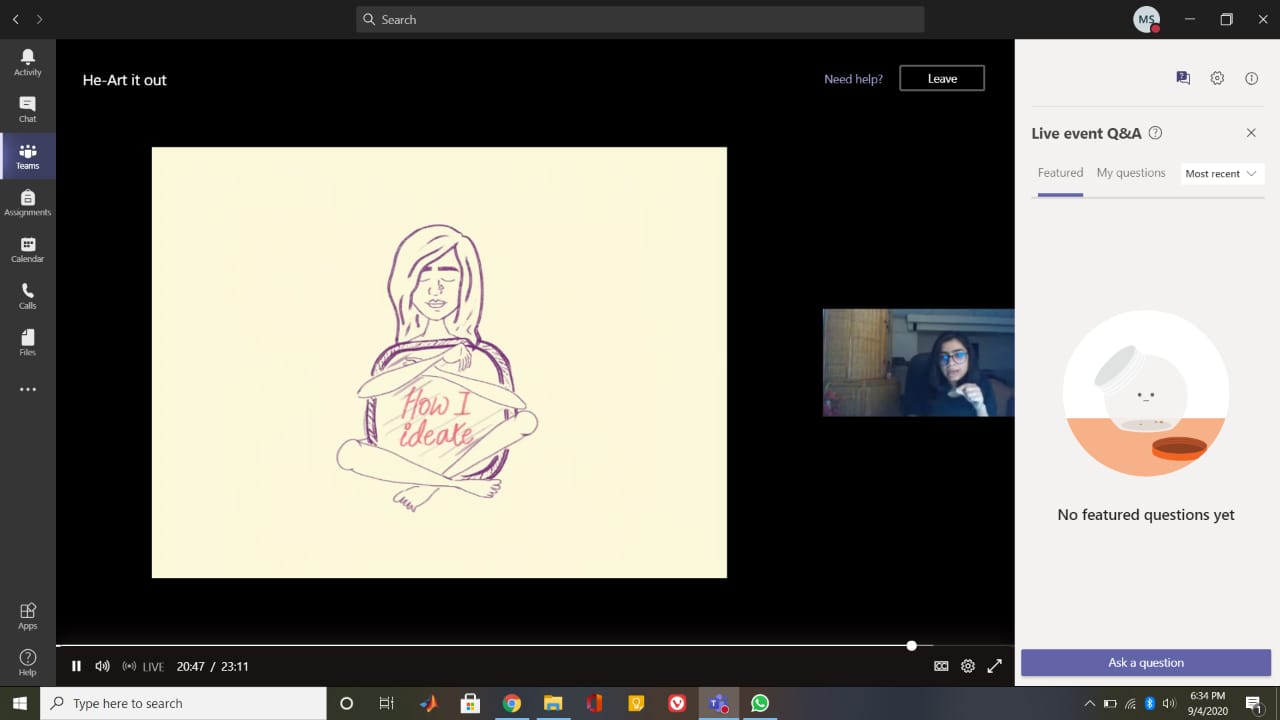 Search
MS
Activity
Chat
Teams
Assignments
Calendar
Calls
Files
Apps
Help
He-Art it out
Need help?
Leave
How I
ideate
LIVE
20:47 / 23:11
CC
Live event Q&A
Featured
My questions
Most recent
No featured questions yet
Ask a question
Type here to search
6:34 PM
9/4/2020
1